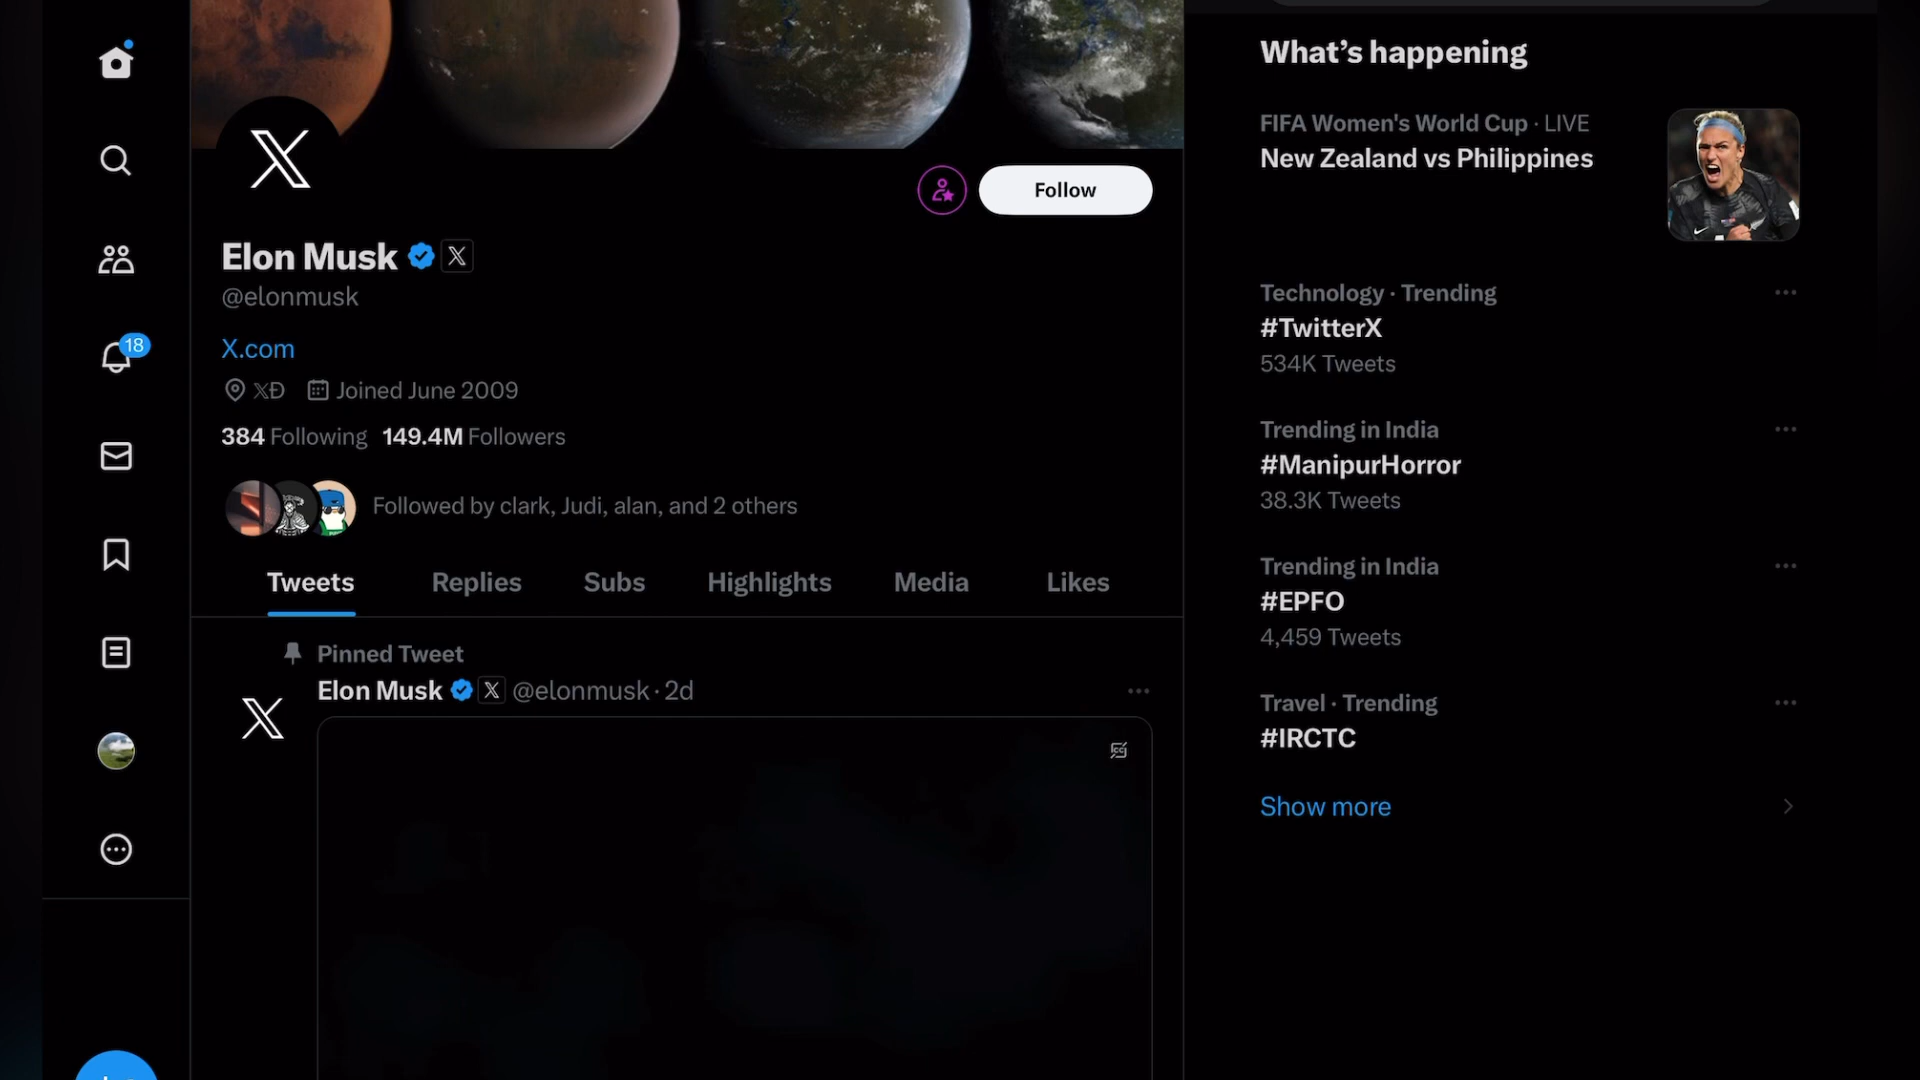 18
X
Follow
Elon Musk X
@elonmusk
X.com
𝕏Ð Joined June 2009
384 Following 149.4M Followers
Followed by clark, Judi, alan, and 2 others
Tweets Replies Subs Highlights Media Likes
Pinned Tweet
X Elon Musk X @elonmusk · 2d
CC
What’s happening
FIFA Women's World Cup · LIVE
New Zealand vs Philippines
Technology · Trending
#TwitterX
534K Tweets
Trending in India
#ManipurHorror
38.3K Tweets
Trending in India
#EPFO
4,459 Tweets
Travel · Trending
#IRCTC
Show more